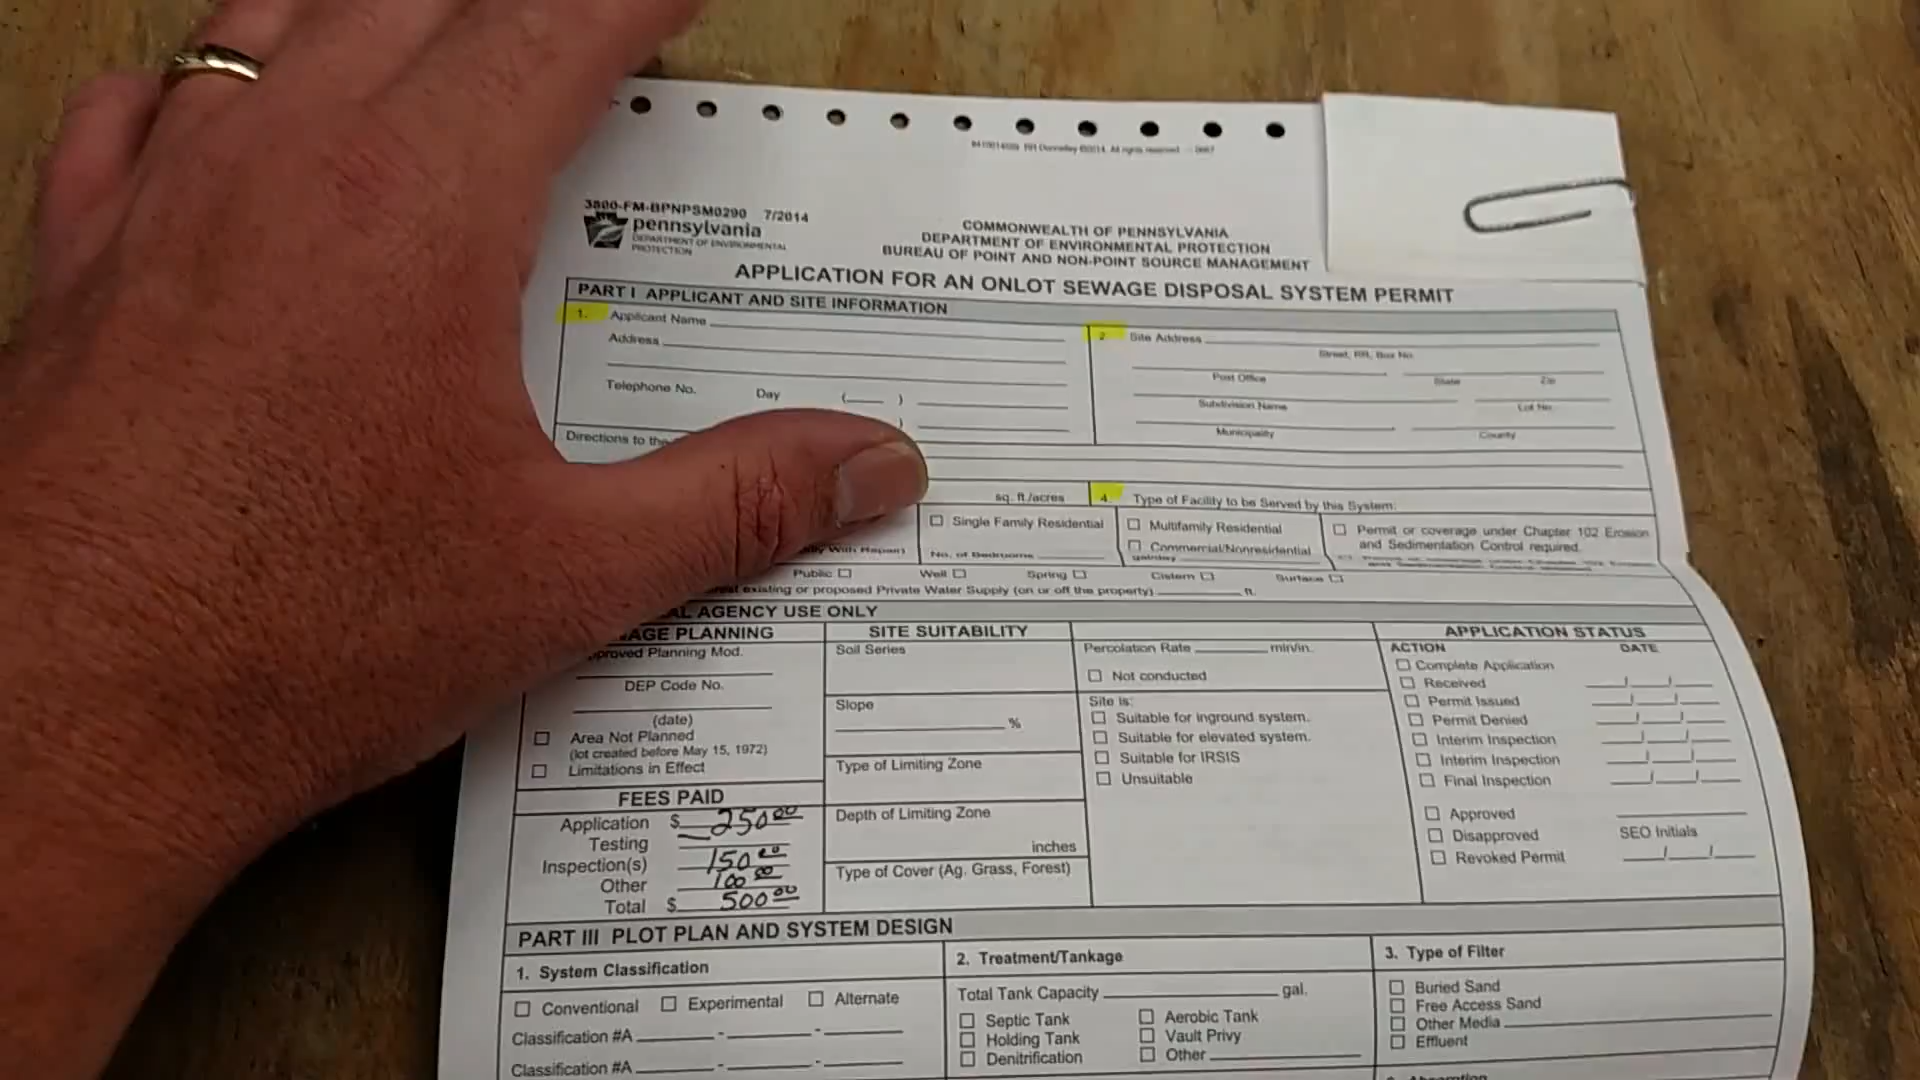 RR Donnelley ©2014. All rights reserved.
3800-FM-BPNPSM0290 7/2014
pennsylvania
DEPARTMENT OF ENVIRONMENTAL
PROTECTION
COMMONWEALTH OF PENNSYLVANIA
DEPARTMENT OF ENVIRONMENTAL PROTECTION
BUREAU OF POINT AND NON-POINT SOURCE MANAGEMENT
APPLICATION FOR AN ONLOT SEWAGE DISPOSAL SYSTEM PERMIT
PART I APPLICANT AND SITE INFORMATION
1. Applicant Name
Address
Telephone No. Day ( )
)
2. Site Address
Street, RR, Box No.
Post Office State Zip
Subdivision Name Lot No.
Municipality County
Directions to the
sq. ft./acres
4. Type of Facility to be Served by this System:
Single Family Residential
No. of Bedrooms
Multifamily Residential
Commercial/Nonresidential
Permit or coverage under Chapter 102 Erosion
and Sedimentation Control required.
With Repair)
Public Well Spring Cistern Surface
existing or proposed Private Water Supply (on or off the property) ft.
AGENCY USE ONLY
PLANNING
Planning Mod.
DEP Code No.
(date)
Area Not Planned
(lot created before May 15, 1972)
Limitations in Effect
FEES PAID
Application $ 250.00
Testing
Inspection(s) 150.00
Other 100.00
Total $ 500.00
SITE SUITABILITY
Soil Series
Slope
%
Type of Limiting Zone
Depth of Limiting Zone
inches
Type of Cover (Ag. Grass, Forest)
Percolation Rate min/in.
Not conducted
Site is:
Suitable for inground system.
Suitable for elevated system.
Suitable for IRSIS
Unsuitable
APPLICATION STATUS
ACTION DATE
Complete Application
Received / /
Permit Issued / /
Permit Denied / /
Interim Inspection / /
Interim Inspection / /
Final Inspection / /
Approved
Disapproved SEO Initials
Revoked Permit / /
PART III PLOT PLAN AND SYSTEM DESIGN
1. System Classification
Conventional Experimental Alternate
Classification #A - -
Classification #A - -
2. Treatment/Tankage
Total Tank Capacity gal.
Septic Tank Aerobic Tank
Holding Tank Vault Privy
Denitrification Other
3. Type of Filter
Buried Sand
Free Access Sand
Other Media
Effluent